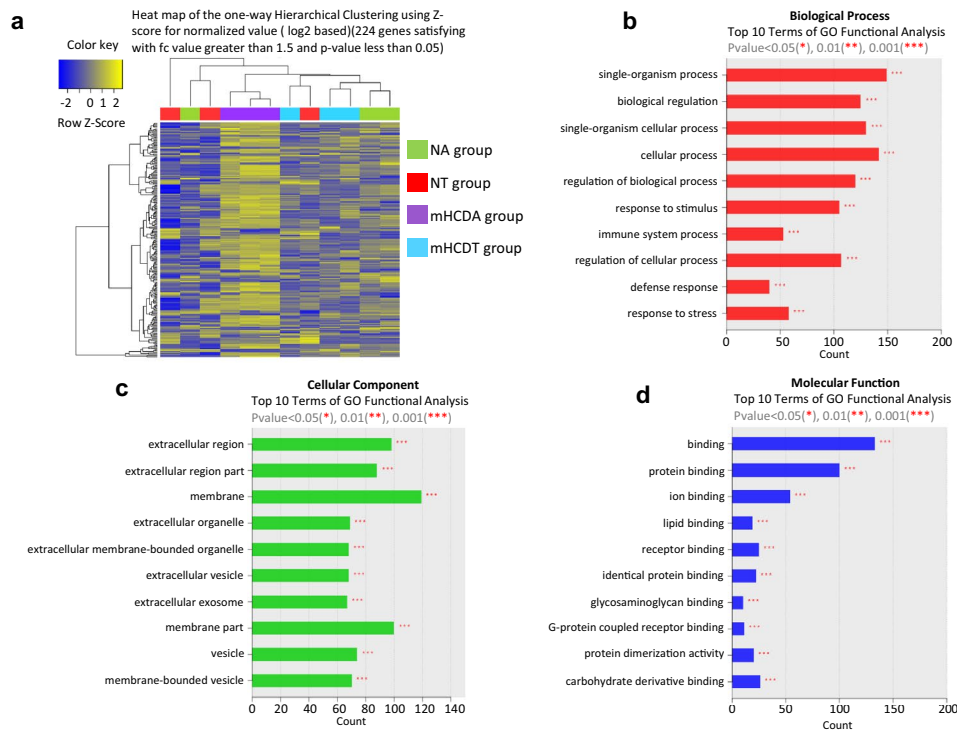 a
Heat map of the one-way Hierarchical Clustering using Z-
score for normalized value ( log2 based)(224 genes satisfying
with fc value greater than 1.5 and p-value less than 0.05)
Color key
-2 0 2
Row Z-Score
NA group
NT group
mHCDA group
mHCDT group
b
Biological Process
Top 10 Terms of GO Functional Analysis
Pvalue<0.05(*), 0.01(**), 0.001(***)
single-organism process ***
biological regulation ***
single-organism cellular process ***
cellular process ***
regulation of biological process ***
response to stimulus ***
immune system process ***
regulation of cellular process ***
defense response ***
response to stress ***
0 50 100 150 200
Count
c
Cellular Component
Top 10 Terms of GO Functional Analysis
Pvalue<0.05(*), 0.01(**), 0.001(***)
extracellular region ***
extracellular region part ***
membrane ***
extracellular organelle ***
extracellular membrane-bounded organelle ***
extracellular vesicle ***
extracellular exosome ***
membrane part ***
vesicle ***
membrane-bounded vesicle ***
0 20 40 60 80 100 120 140
Count
d
Molecular Function
Top 10 Terms of GO Functional Analysis
Pvalue<0.05(*), 0.01(**), 0.001(***)
binding ***
protein binding ***
ion binding ***
lipid binding ***
receptor binding ***
identical protein binding ***
glycosaminoglycan binding ***
G-protein coupled receptor binding ***
protein dimerization activity ***
carbohydrate derivative binding ***
0 50 100 150 200
Count